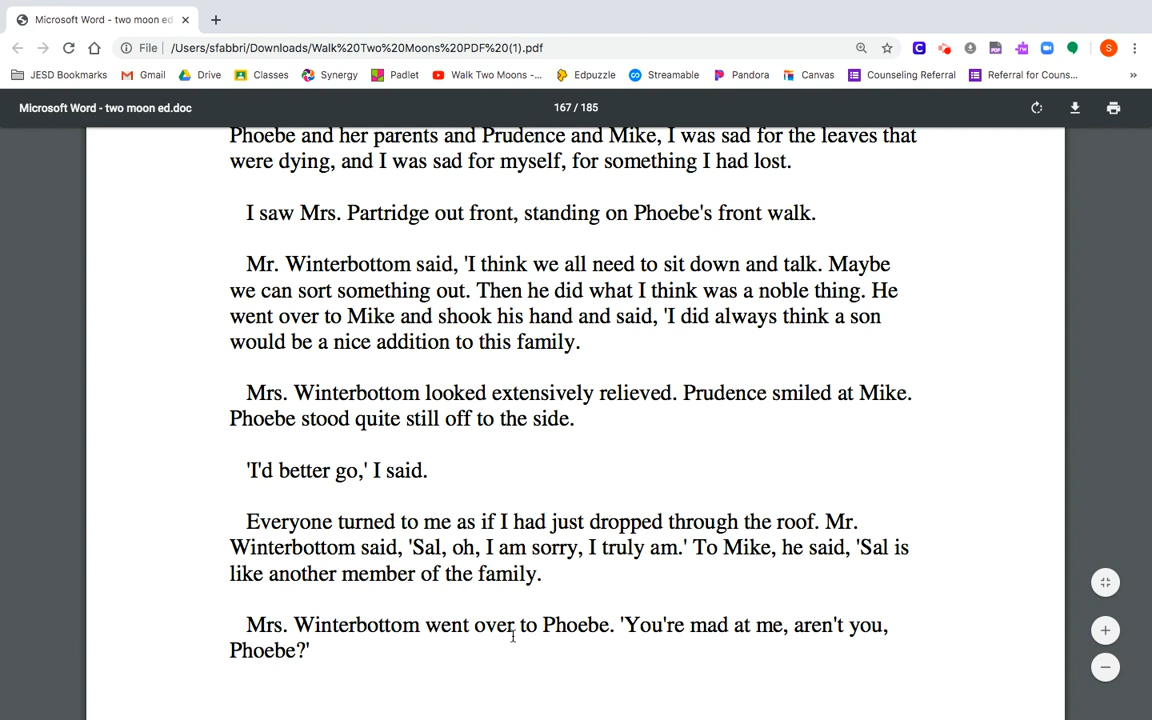 Microsoft Word - two moon ed
File /Users/sfabbri/Downloads/Walk%20Two%20Moons%20PDF%20(1).pdf
JESD Bookmarks Gmail Drive Classes Synergy Padlet Walk Two Moons -... Edpuzzle Streamable Pandora Canvas Counseling Referral Referral for Couns...
Microsoft Word - two moon ed.doc 167 / 185
Phoebe and her parents and Prudence and Mike, I was sad for the leaves that
were dying, and I was sad for myself, for something I had lost.
I saw Mrs. Partridge out front, standing on Phoebe's front walk.
Mr. Winterbottom said, 'I think we all need to sit down and talk. Maybe
we can sort something out. Then he did what I think was a noble thing. He
went over to Mike and shook his hand and said, 'I did always think a son
would be a nice addition to this family.
Mrs. Winterbottom looked extensively relieved. Prudence smiled at Mike.
Phoebe stood quite still off to the side.
'I'd better go,' I said.
Everyone turned to me as if I had just dropped through the roof. Mr.
Winterbottom said, 'Sal, oh, I am sorry, I truly am.' To Mike, he said, 'Sal is
like another member of the family.
Mrs. Winterbottom went over to Phoebe. 'You're mad at me, aren't you,
Phoebe?'